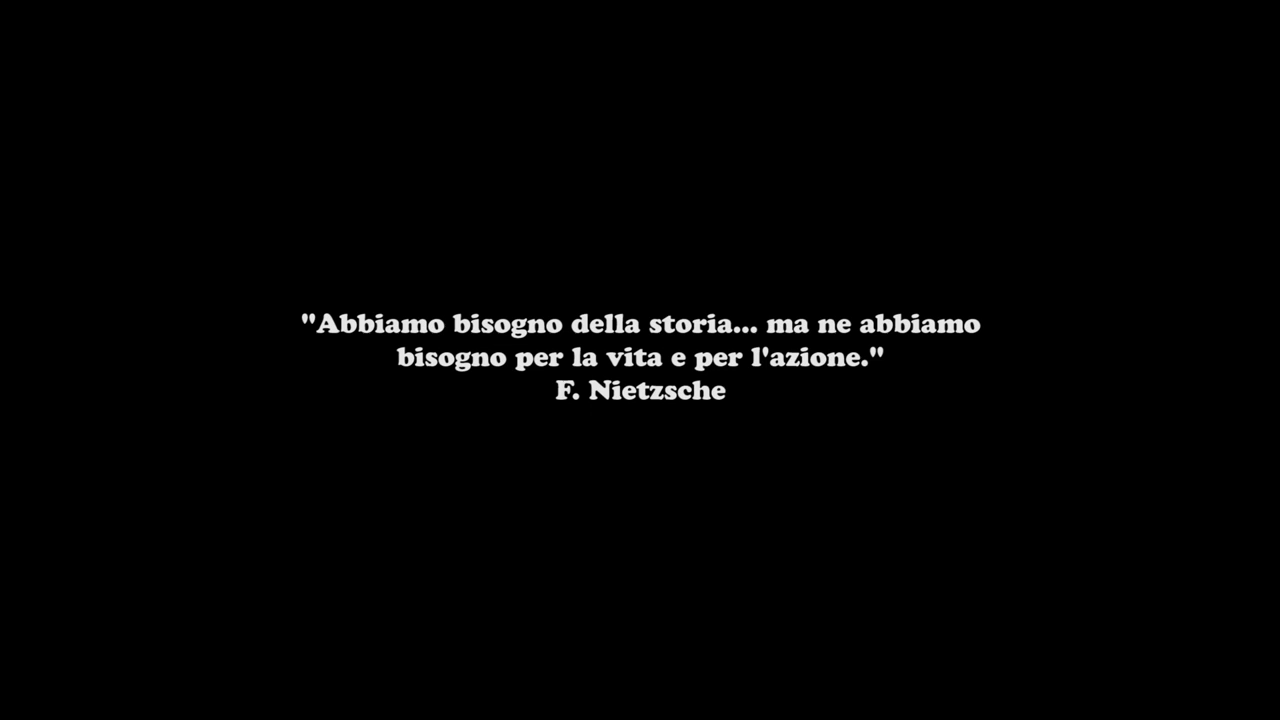 "Abbiamo bisogno della storia... ma ne abbiamo
bisogno per la vita e per l'azione."
F. Nietzsche